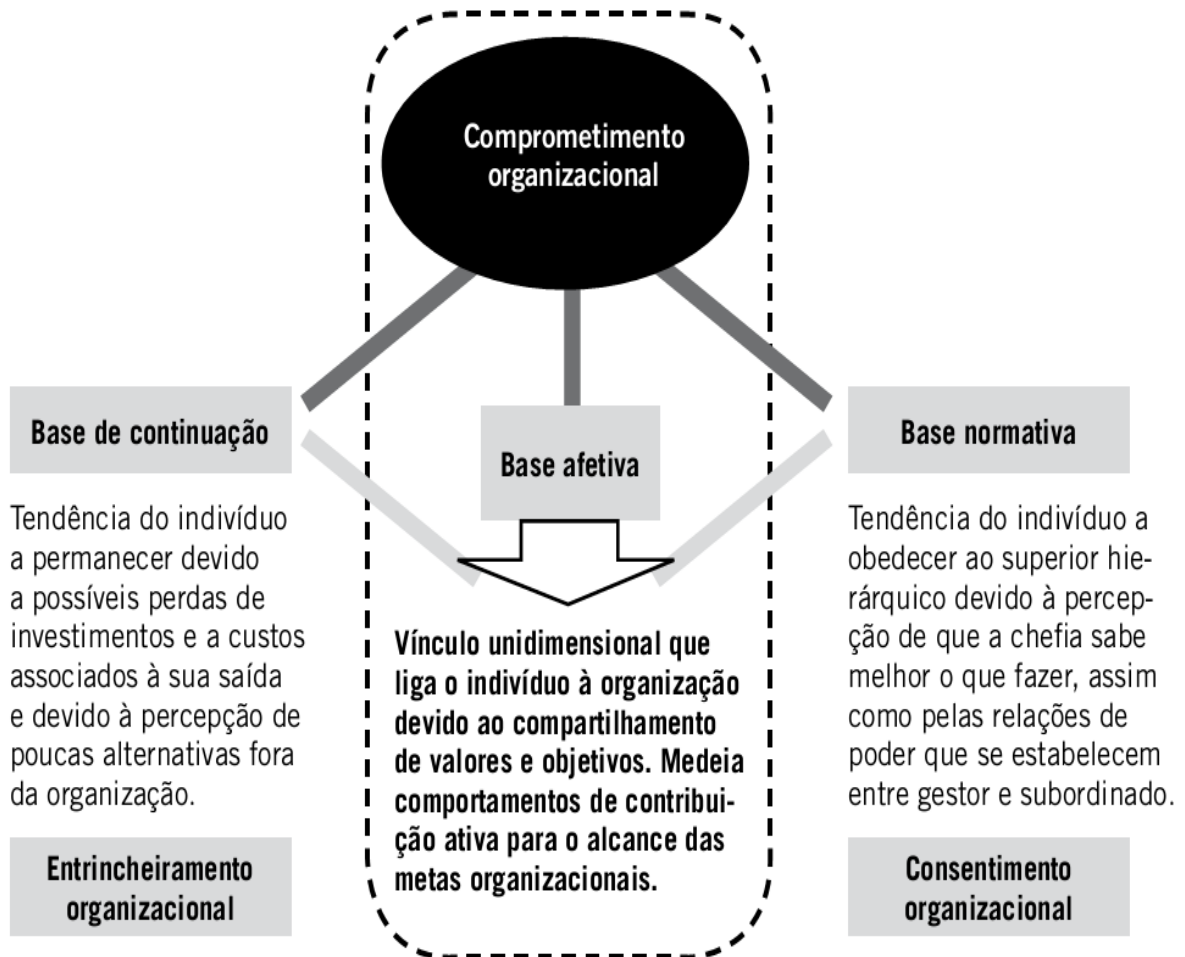 Comprometimento
organizacional
Base de continuação
Tendência do indivíduo
a permanecer devido
a possíveis perdas de
investimentos e a custos
associados à sua saída
e devido à percepção de
poucas alternativas fora
da organização.
Entrincheiramento
organizacional
Base afetiva
Vínculo unidimensional que
liga o indivíduo à organização
devido ao compartilhamento
de valores e objetivos. Medeia
comportamentos de contribui-
ção ativa para o alcance das
metas organizacionais.
Base normativa
Tendência do indivíduo a
obedecer ao superior hie-
rárquico devido à percep-
ção de que a chefia sabe
melhor o que fazer, assim
como pelas relações de
poder que se estabelecem
entre gestor e subordinado.
Consentimento
organizacional